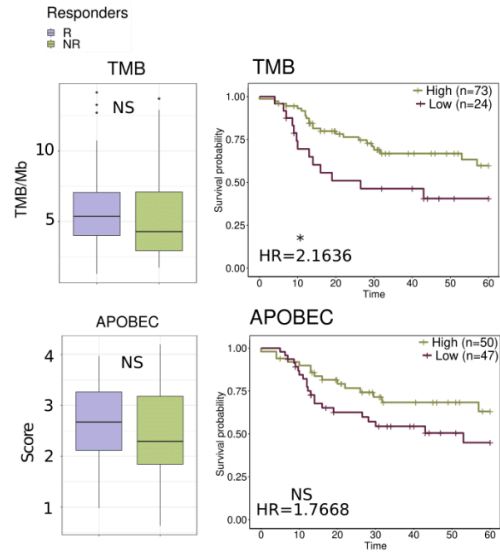 Responders
R
NR
TMB
NS
TMB/Mb
10
5
TMB
High (n=73)
Low (n=24)
Survival probability
1.00
0.75
0.50
0.25
0.00
*
HR=2.1636
0
10
20
30
40
50
60
Time
APOBEC
NS
Score
4
3
2
1
APOBEC
High (n=50)
Low (n=47)
Survival probability
1.00
0.75
0.50
0.25
0.00
NS
HR=1.7668
0
10
20
30
40
50
60
Time